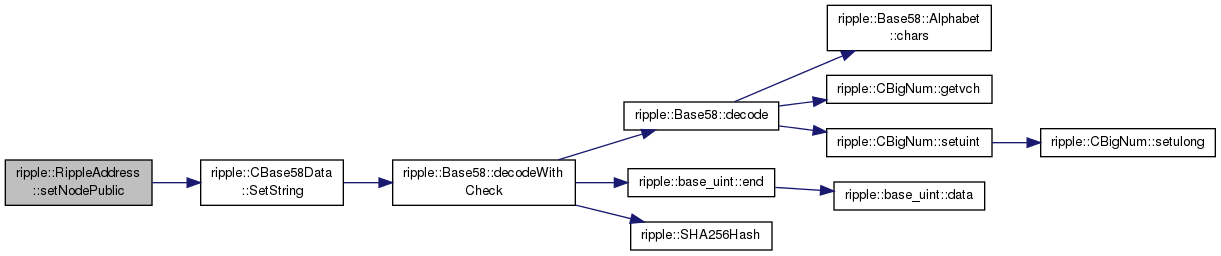 ripple::RippleAddress
::setNodePublic
ripple::CBase58Data
::SetString
ripple::Base58::decodeWith
Check
ripple::Base58::decode
ripple::base_uint::end
ripple::SHA256Hash
ripple::Base58::Alphabet
::chars
ripple::CBigNum::getvch
ripple::CBigNum::setuint
ripple::base_uint::data
ripple::CBigNum::setulong